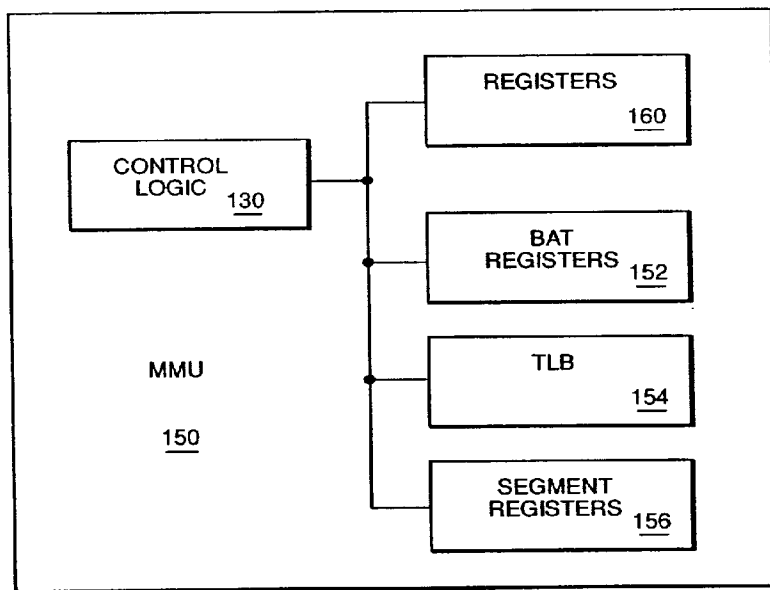 REGISTERS
160
CONTROL
LOGIC
130
BAT
REGISTERS
152
MMU
150
TLB
154
SEGMENT
REGISTERS
156